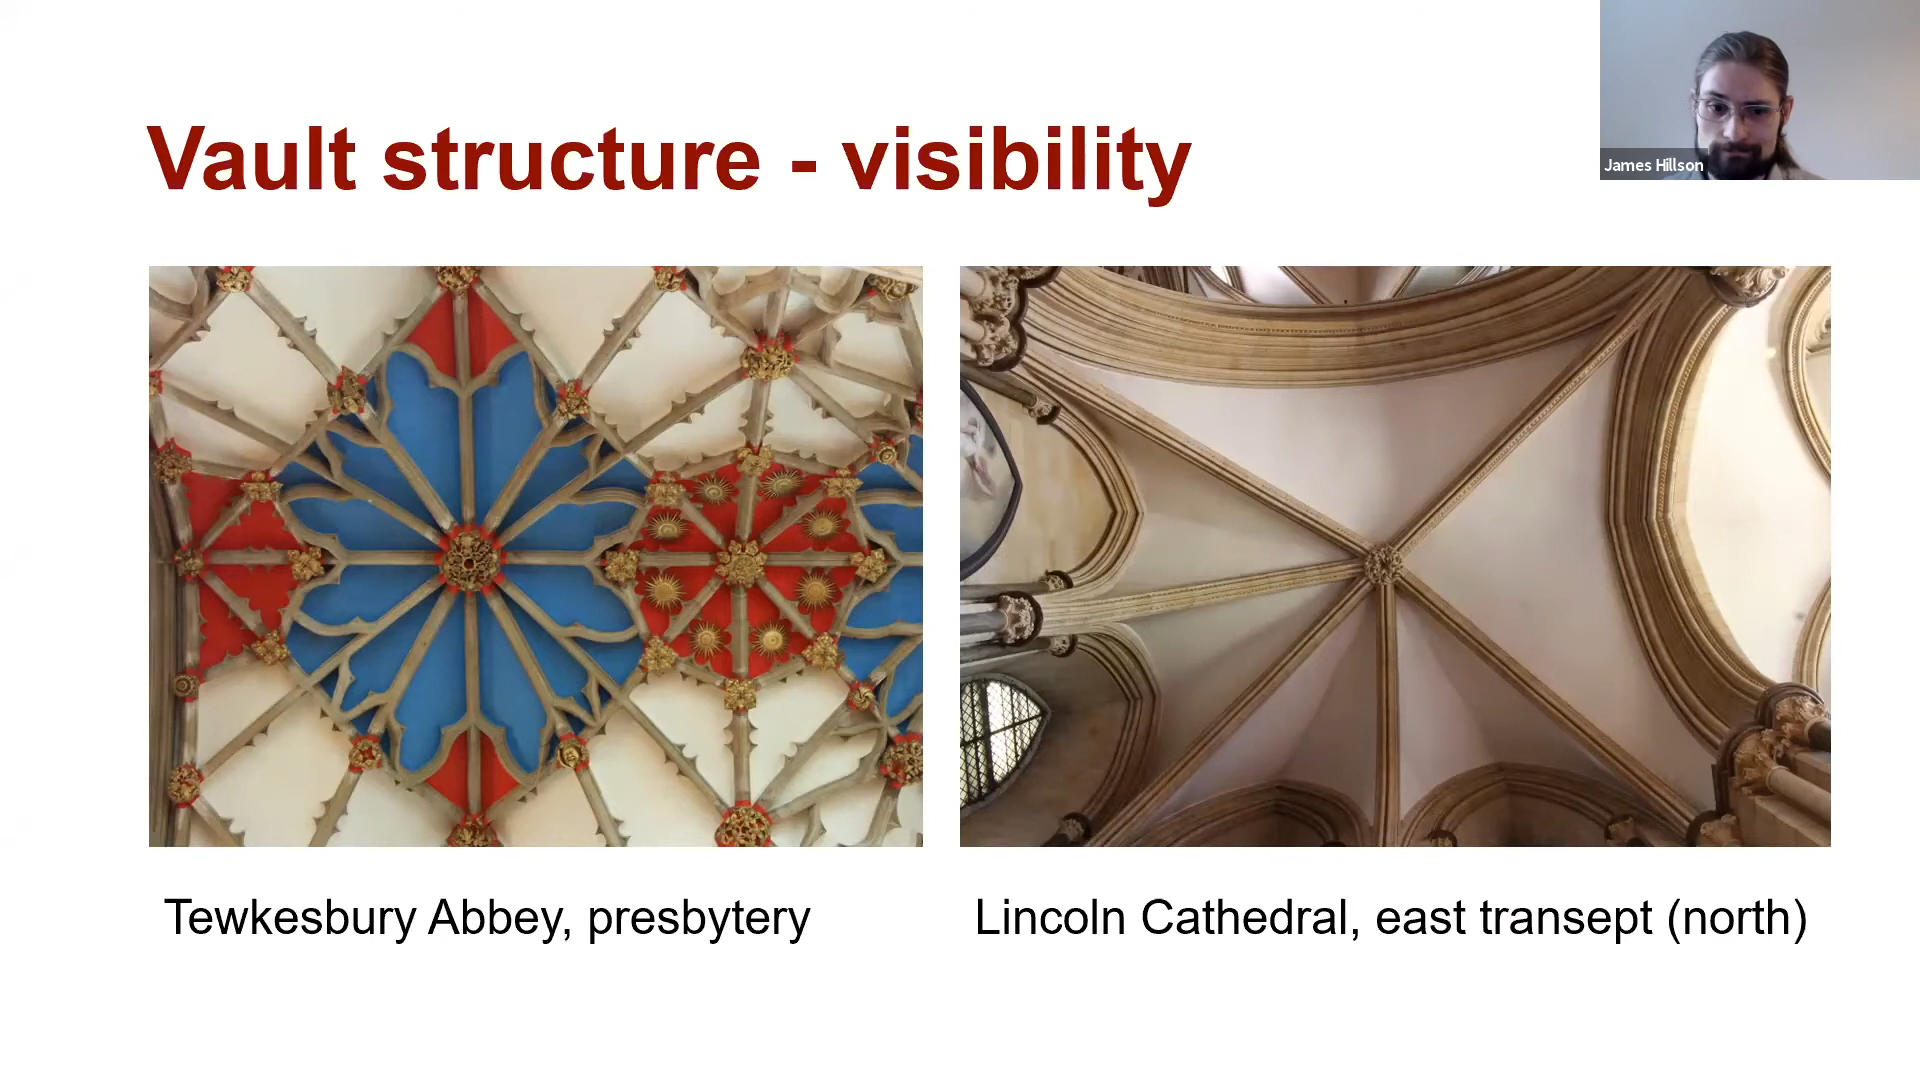 Vault structure - visibility
James Hillson
Tewkesbury Abbey, presbytery
Lincoln Cathedral, east transept (north)